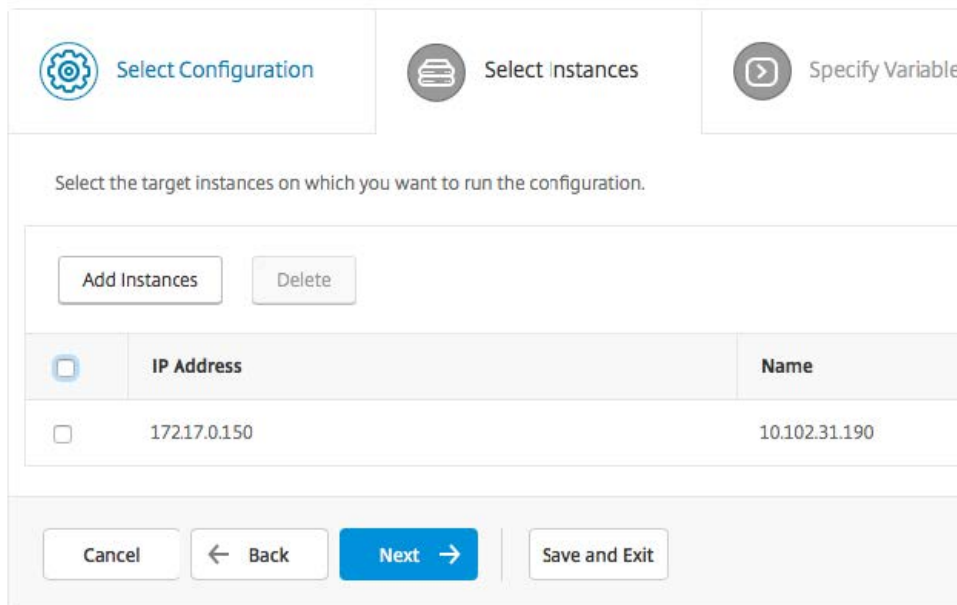 Select Configuration
Select Instances
Specify Variable
Select the target instances on which you want to run the configuration.
Add Instances
Delete
IP Address
Name
172.17.0.150
10.102.31.190
Cancel
Back
Next
Save and Exit